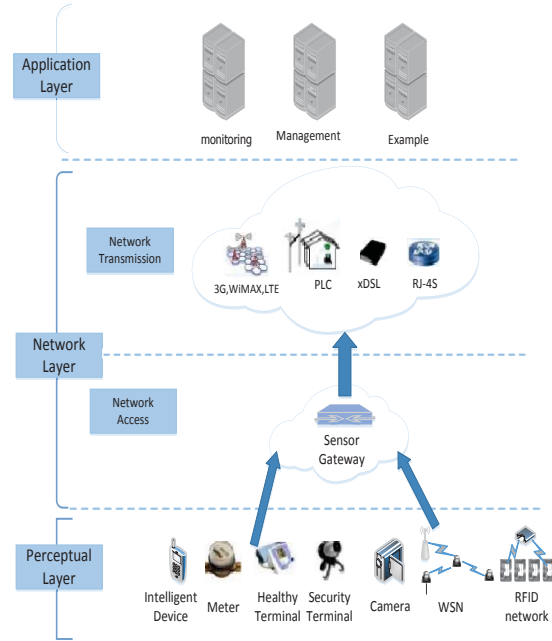 Application
Layer
monitoring
Management
Example
Network
Transmission
3G,WiMAX,LTE
PLC
xDSL
RJ-4S
Network
Layer
Network
Access
Sensor
Gateway
Perceptual
Layer
Intelligent
Device
Meter
Healthy
Terminal
Security
Terminal
Camera
WSN
RFID
network